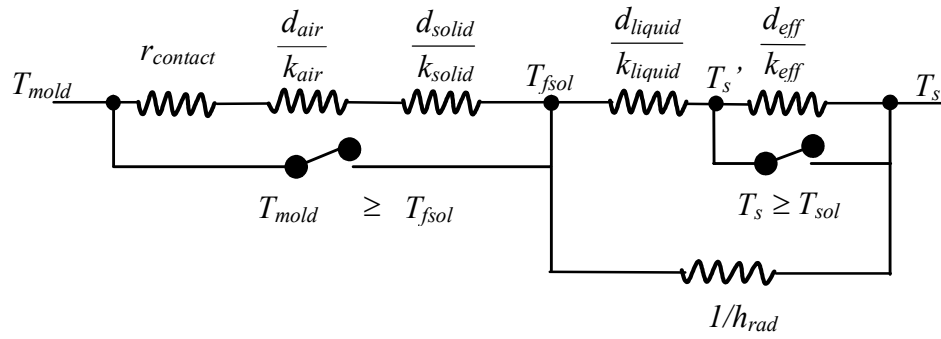 r_contact
d_air / k_air
d_solid / k_solid
d_liquid / k_liquid
d_eff / k_eff
T_mold
T_fsol
T_s'
T_s
T_mold ≥ T_fsol
T_s ≥ T_sol
1/h_rad